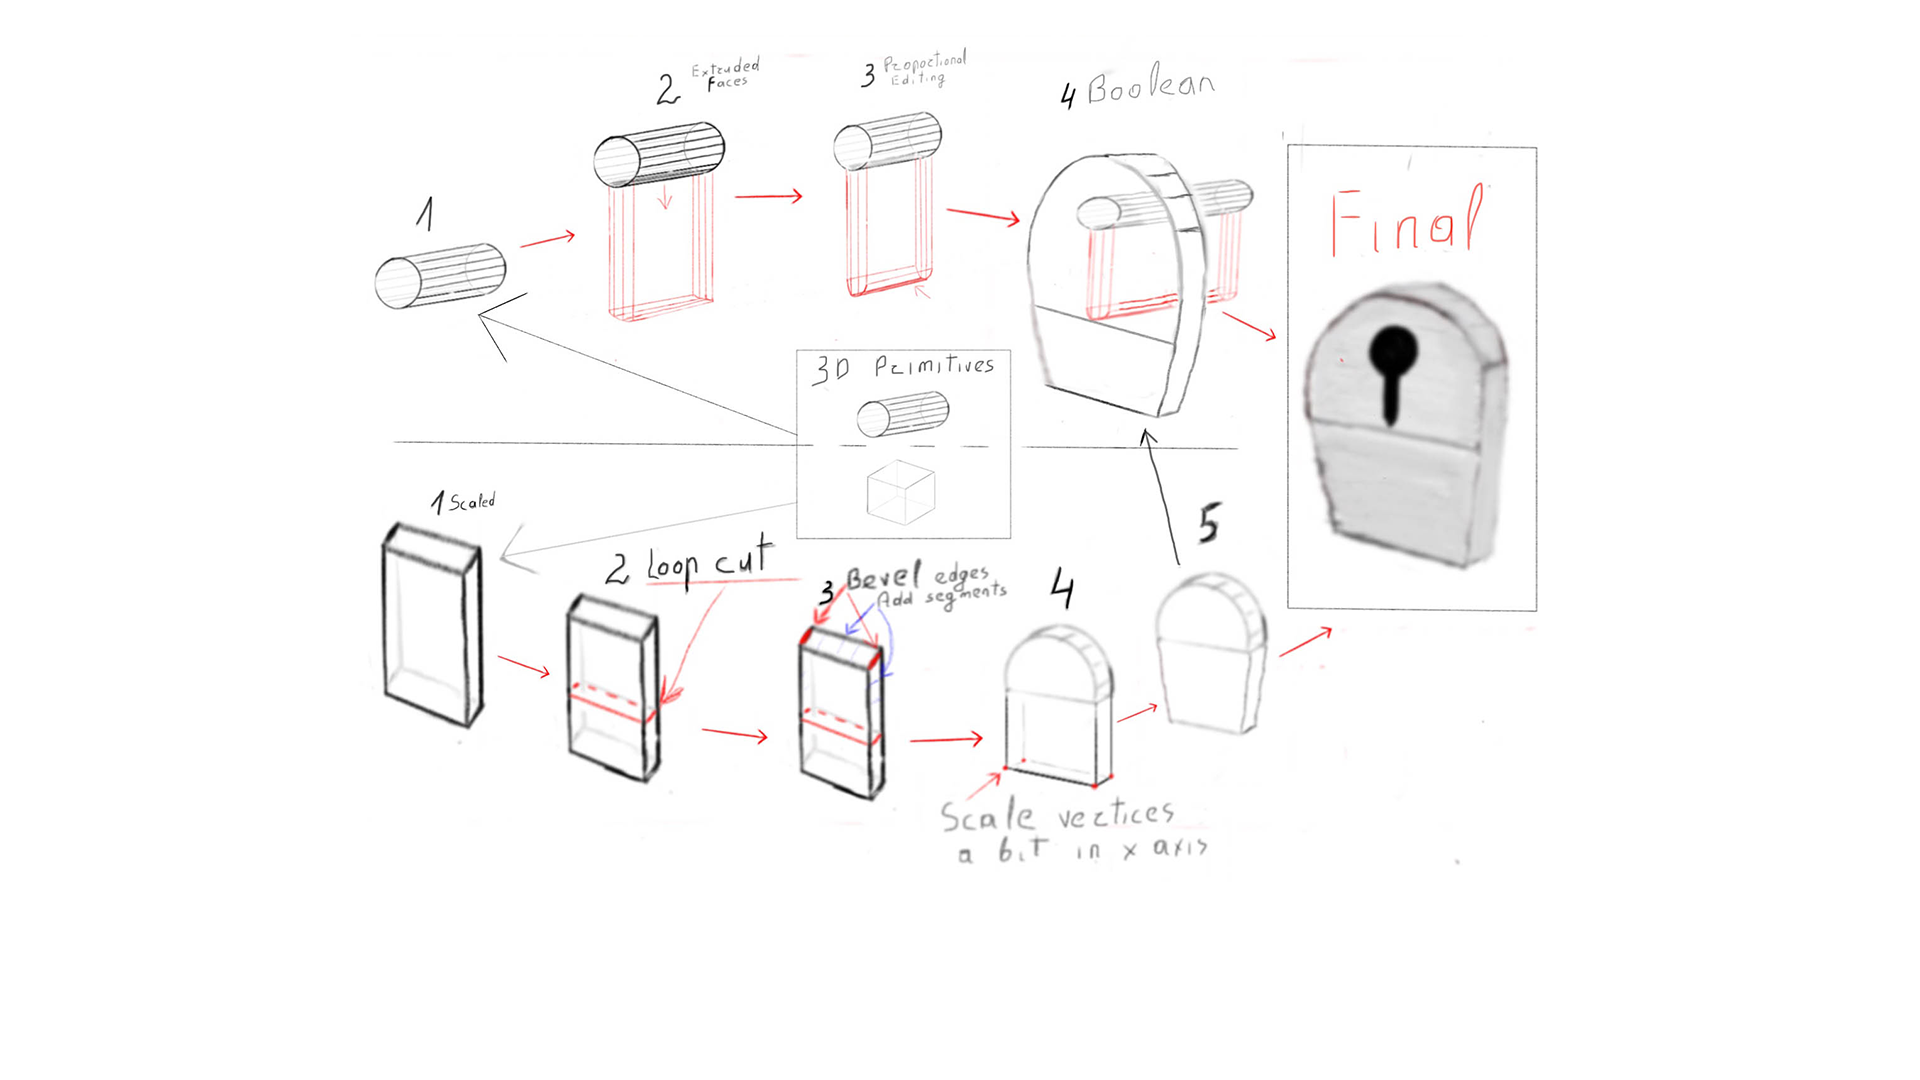 1
2 Extruded
Faces
3 Propoctional
Editing
4 Boolean
Final
3D Primitives
1 Scaled
2 Loop cut
3 Bevel edges
Add segments
4
5
Scale vertices
a bit in x axis